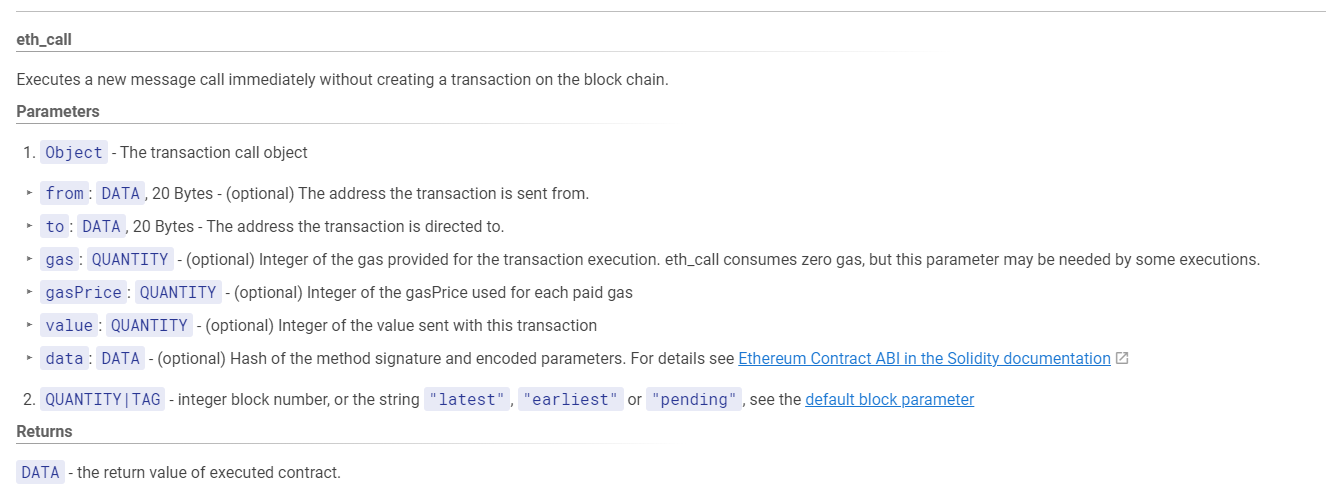 eth_call
Executes a new message call immediately without creating a transaction on the block chain.
Parameters
1. Object - The transaction call object
‣ from: DATA, 20 Bytes - (optional) The address the transaction is sent from.
‣ to: DATA, 20 Bytes - The address the transaction is directed to.
‣ gas: QUANTITY - (optional) Integer of the gas provided for the transaction execution. eth_call consumes zero gas, but this parameter may be needed by some executions.
‣ gasPrice: QUANTITY - (optional) Integer of the gasPrice used for each paid gas
‣ value: QUANTITY - (optional) Integer of the value sent with this transaction
‣ data: DATA - (optional) Hash of the method signature and encoded parameters. For details see Ethereum Contract ABI in the Solidity documentation
2. QUANTITY|TAG - integer block number, or the string "latest", "earliest" or "pending", see the default block parameter
Returns
DATA - the return value of executed contract.